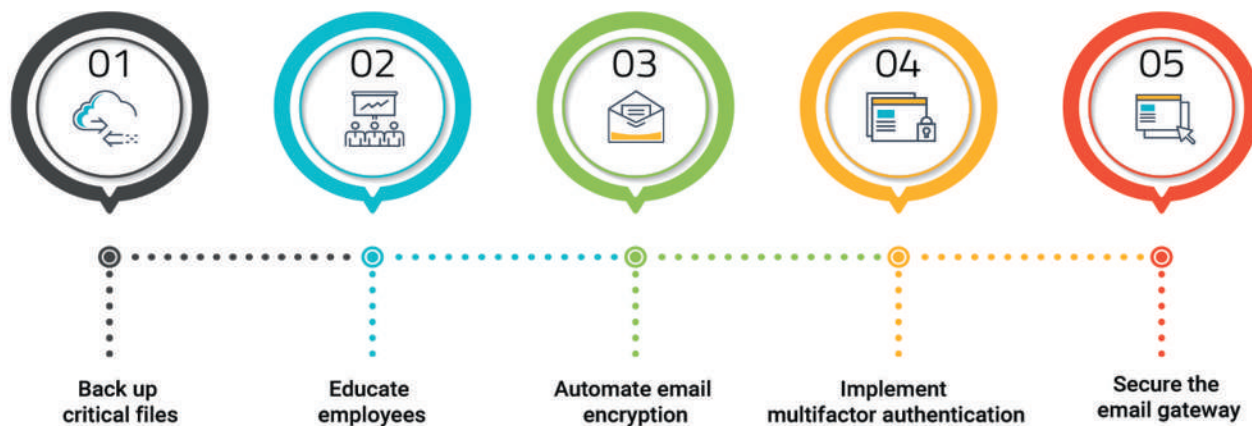 01
02
03
04
05
Back up
critical files
Educate
employees
Automate email
encryption
Implement
multifactor authentication
Secure the
email gateway